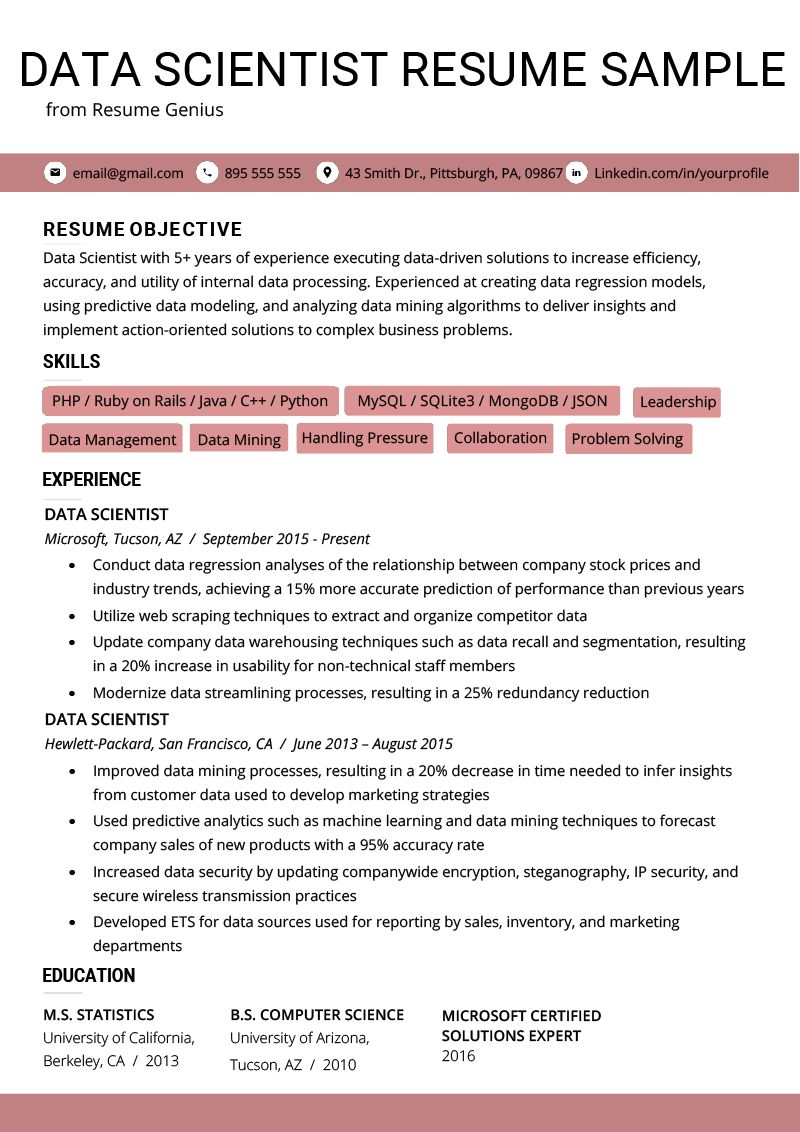 DATA SCIENTIST RESUME SAMPLE
from Resume Genius
email@gmail.com 895 555 555 43 Smith Dr., Pittsburgh, PA, 09867 in Linkedin.com/in/yourprofile
RESUME OBJECTIVE
Data Scientist with 5+ years of experience executing data-driven solutions to increase efficiency,
accuracy, and utility of internal data processing. Experienced at creating data regression models,
using predictive data modeling, and analyzing data mining algorithms to deliver insights and
implement action-oriented solutions to complex business problems.
SKILLS
PHP / Ruby on Rails / Java / C++ / Python MySQL / SQLite3 / MongoDB / JSON Leadership
Data Management Data Mining Handling Pressure Collaboration Problem Solving
EXPERIENCE
DATA SCIENTIST
Microsoft, Tucson, AZ / September 2015 - Present
• Conduct data regression analyses of the relationship between company stock prices and
industry trends, achieving a 15% more accurate prediction of performance than previous years
• Utilize web scraping techniques to extract and organize competitor data
• Update company data warehousing techniques such as data recall and segmentation, resulting
in a 20% increase in usability for non-technical staff members
• Modernize data streamlining processes, resulting in a 25% redundancy reduction
DATA SCIENTIST
Hewlett-Packard, San Francisco, CA / June 2013 – August 2015
• Improved data mining processes, resulting in a 20% decrease in time needed to infer insights
from customer data used to develop marketing strategies
• Used predictive analytics such as machine learning and data mining techniques to forecast
company sales of new products with a 95% accuracy rate
• Increased data security by updating companywide encryption, steganography, IP security, and
secure wireless transmission practices
• Developed ETS for data sources used for reporting by sales, inventory, and marketing
departments
EDUCATION
M.S. STATISTICS
University of California,
Berkeley, CA / 2013
B.S. COMPUTER SCIENCE
University of Arizona,
Tucson, AZ / 2010
MICROSOFT CERTIFIED
SOLUTIONS EXPERT
2016